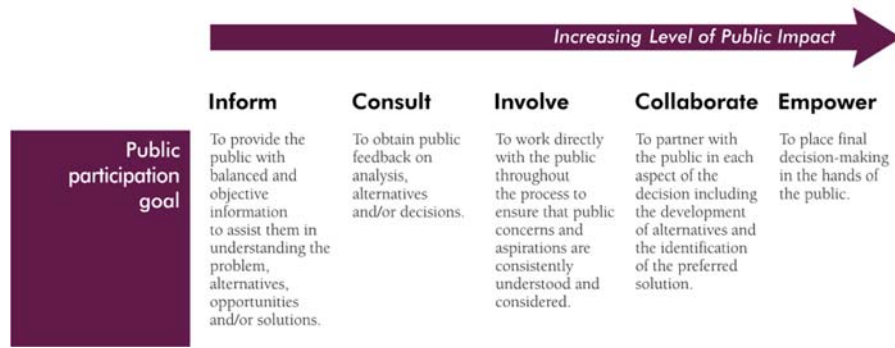 Increasing Level of Public Impact
Public
participation
goal
Inform
To provide the
public with
balanced and
objective
information
to assist them in
understanding the
problem,
alternatives,
opportunities
and/or solutions.
Consult
To obtain public
feedback on
analysis,
alternatives
and/or decisions.
Involve
To work directly
with the public
throughout
the process to
ensure that public
concerns and
aspirations are
consistently
understood and
considered.
Collaborate
To partner with
the public in each
aspect of the
decision including
the development
of alternatives and
the identification
of the preferred
solution.
Empower
To place final
decision-making
in the hands of
the public.